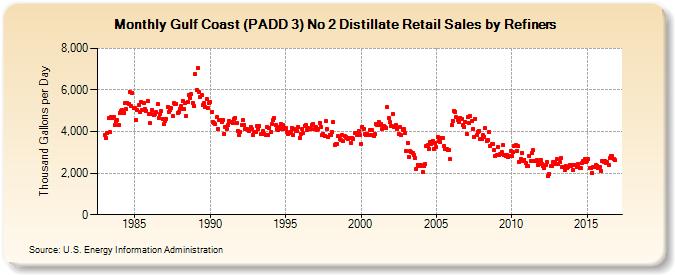 Monthly Gulf Coast (PADD 3) No 2 Distillate Retail Sales by Refiners
Thousand Gallons per Day
8,000
6,000
4,000
2,000
0
1985 1990 1995 2000 2005 2010 2015
Source: U.S. Energy Information Administration